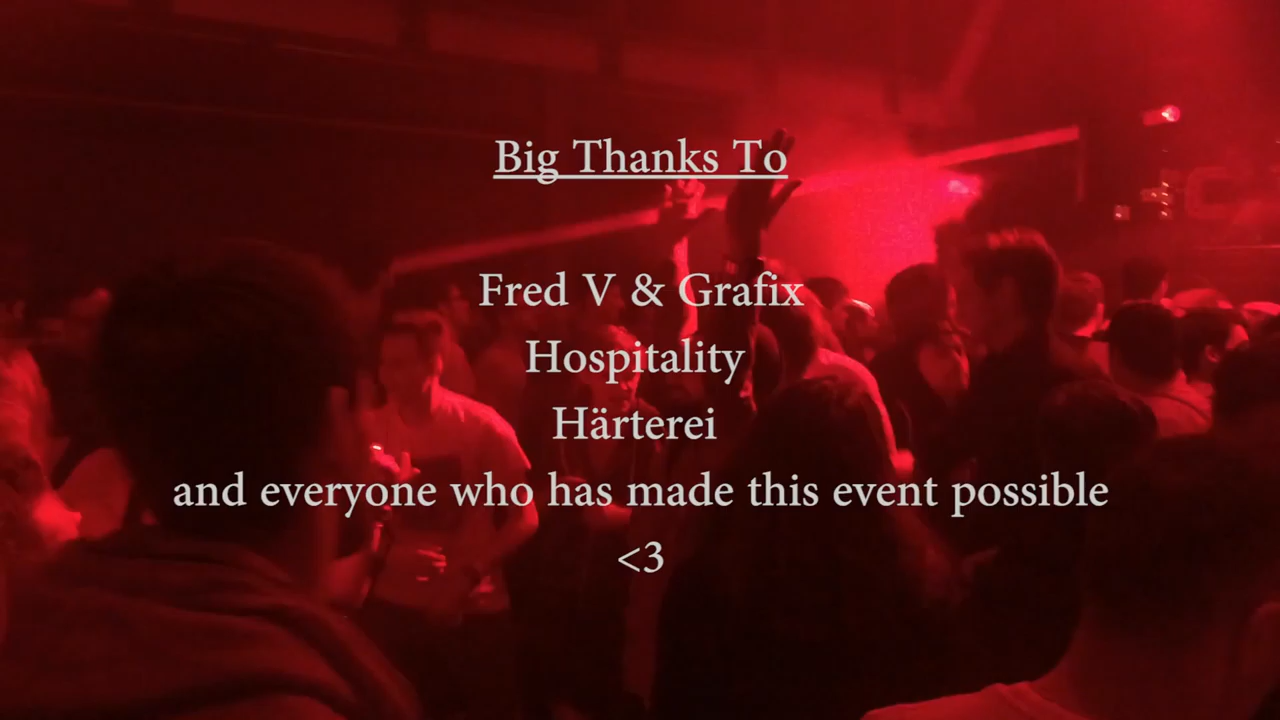 Big Thanks To
Fred V & Grafix
Hospitality
Härterei
and everyone who has made this event possible
<3